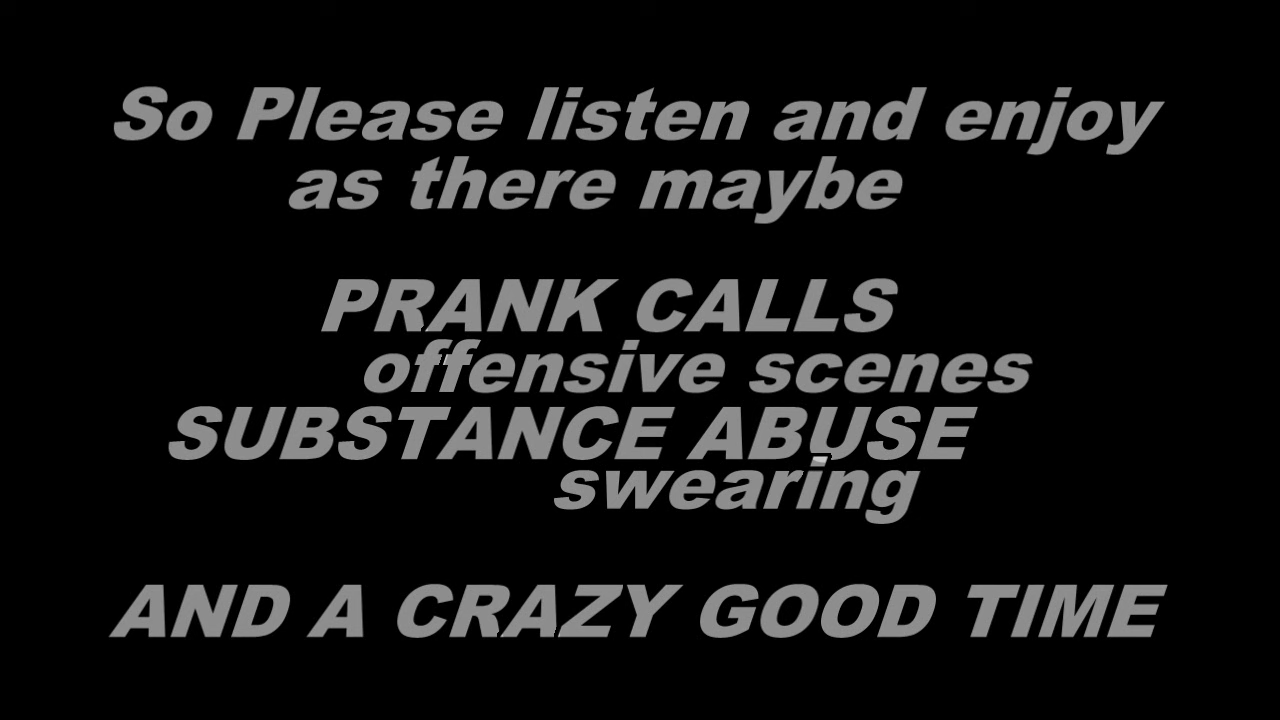 So Please listen and enjoy
as there maybe
PRANK CALLS
offensive scenes
SUBSTANCE ABUSE
swearing
AND A CRAZY GOOD TIME